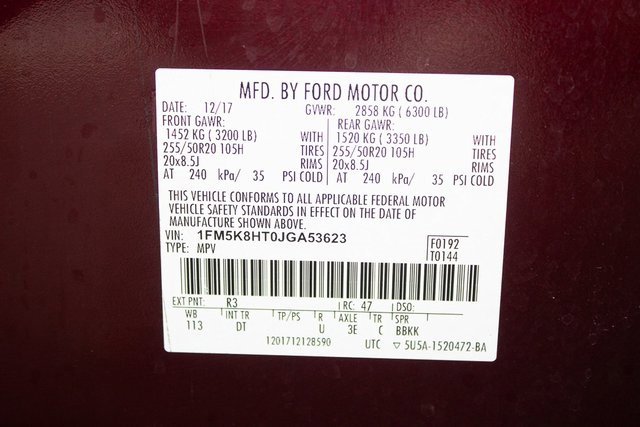 MFD. BY FORD MOTOR CO.
DATE: 12/17 GVWR: 2858 KG ( 6300 LB)
FRONT GAWR: REAR GAWR:
1452 KG ( 3200 LB) WITH 1520 KG ( 3350 LB) WITH
255/50R20 105H TIRES 255/50R20 105H TIRES
20x8.5J RIMS 20x8.5J RIMS
AT 240 kPa/ 35 PSI COLD AT 240 kPa/ 35 PSI COLD
THIS VEHICLE CONFORMS TO ALL APPLICABLE FEDERAL MOTOR
VEHICLE SAFETY STANDARDS IN EFFECT ON THE DATE OF
MANUFACTURE SHOWN ABOVE.
VIN: 1FM5K8HT0JGA53623 F0192
TYPE: MPV T0144
EXT PNT: R3 RC: 47 DSO:
WB INT TR TP/PS R AXLE TR SPR
113 DT U 3E C BBKK
1201712128590 UTC ▽ 5U5A-1520472-BA